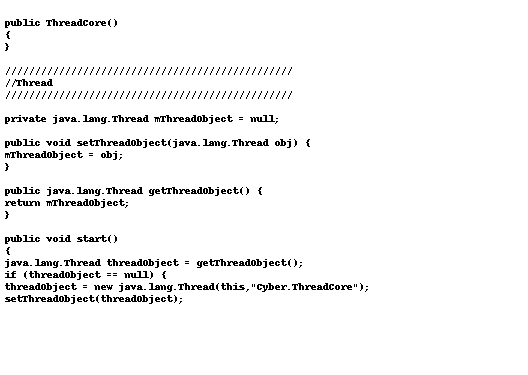 public ThreadCore()
{
}
////////////////////////////////////////////////
//Thread
////////////////////////////////////////////////
private java.lang.Thread mThreadObject = null;
public void setThreadObject(java.lang.Thread obj) {
mThreadObject = obj;
}
public java.lang.Thread getThreadObject() {
return mThreadObject;
}
public void start()
{
java.lang.Thread threadObject = getThreadObject();
if (threadObject == null) {
threadObject = new java.lang.Thread(this,"Cyber.ThreadCore");
setThreadObject(threadObject);